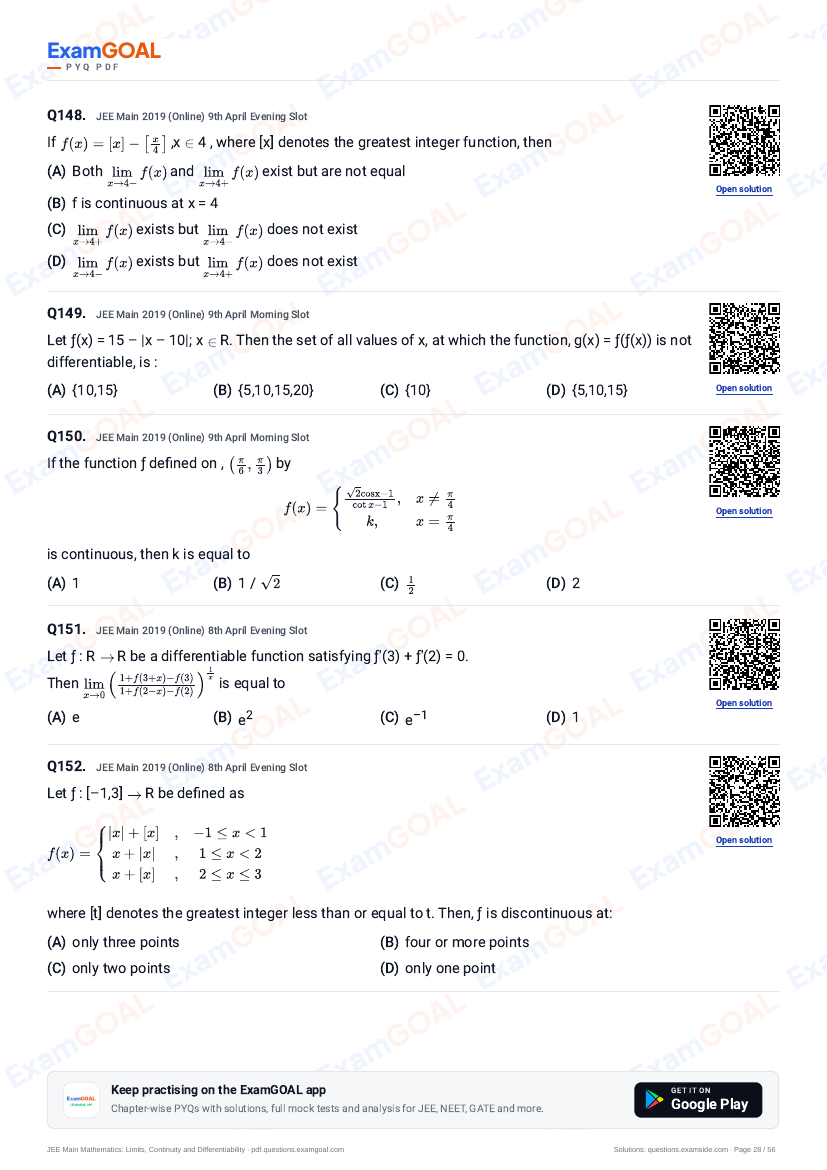 ExamGOAL
PYQ PDF
Q148. JEE Main 2019 (Online) 9th April Evening Slot
If f(x) = [x] − [x/4] ,x ∈ 4 , where [x] denotes the greatest integer function, then
(A) Both lim x→4− f(x) and lim x→4+ f(x) exist but are not equal
(B) f is continuous at x = 4
(C) lim x→4+ f(x) exists but lim x→4− f(x) does not exist
(D) lim x→4− f(x) exists but lim x→4+ f(x) does not exist
Open solution
Q149. JEE Main 2019 (Online) 9th April Morning Slot
Let ƒ(x) = 15 − |x − 10|; x ∈ R. Then the set of all values of x, at which the function, g(x) = ƒ(ƒ(x)) is not
differentiable, is :
(A) {10,15} (B) {5,10,15,20} (C) {10} (D) {5,10,15}
Open solution
Q150. JEE Main 2019 (Online) 9th April Morning Slot
If the function ƒ defined on , (π/6, π/3) by
f(x) = { (√2cosx−1)/(cot x−1), x ≠ π/4
k, x = π/4
is continuous, then k is equal to
(A) 1 (B) 1 / √2 (C) 1/2 (D) 2
Open solution
Q151. JEE Main 2019 (Online) 8th April Evening Slot
Let ƒ : R → R be a differentiable function satisfying ƒ'(3) + ƒ'(2) = 0.
Then lim x→0 ((1+f(3+x)−f(3))/(1+f(2−x)−f(2)))^(1/x) is equal to
(A) e (B) e² (C) e⁻¹ (D) 1
Open solution
Q152. JEE Main 2019 (Online) 8th April Evening Slot
Let ƒ : [−1,3] → R be defined as
f(x) = { |x| + [x] , −1 ≤ x < 1
x + |x| , 1 ≤ x < 2
x + [x] , 2 ≤ x ≤ 3
where [t] denotes the greatest integer less than or equal to t. Then, ƒ is discontinuous at:
(A) only three points (B) four or more points
(C) only two points (D) only one point
Open solution
ExamGOAL
Keep practising on the ExamGOAL app
Chapter-wise PYQs with solutions, full mock tests and analysis for JEE, NEET, GATE and more.
GET IT ON
Google Play
JEE Main Mathematics: Limits, Continuity and Differentiability · pdf.questions.examgoal.com
Solutions: questions.examside.com · Page 28 / 56